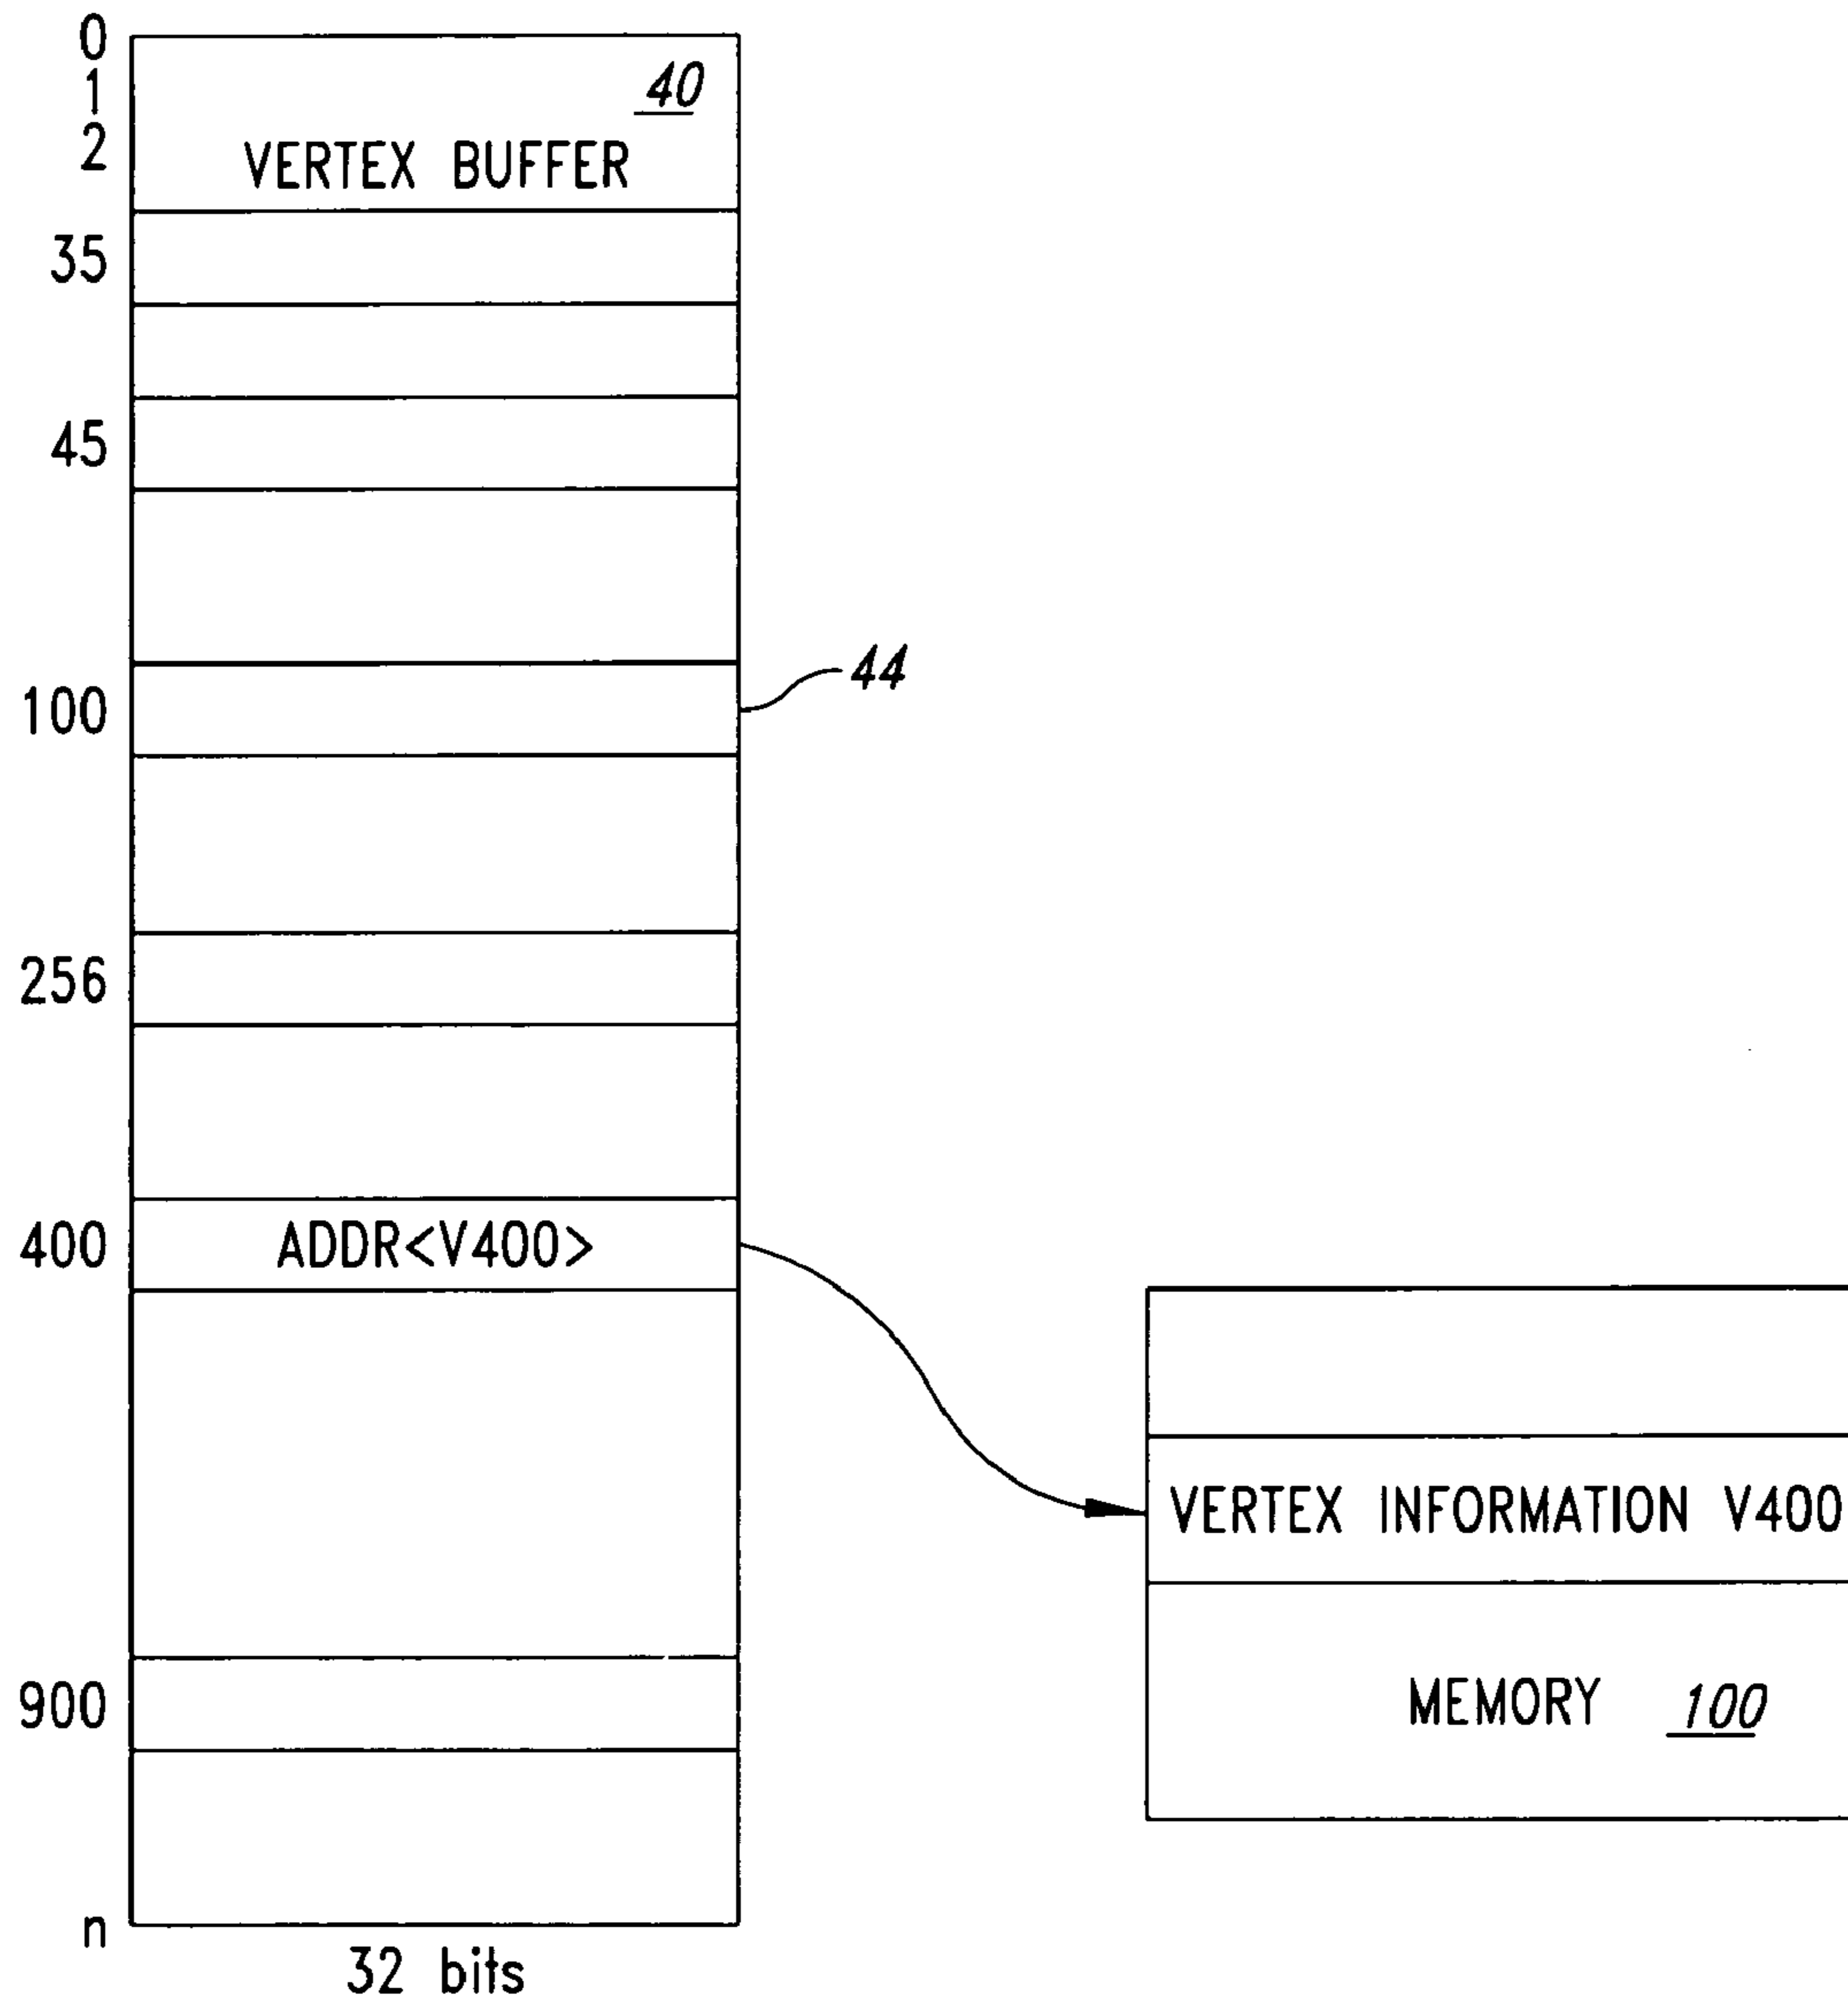 0
1
40
2
VERTEX BUFFER
35
45
44
100
256
400
ADDR<V400>
VERTEX INFORMATION V400
900
MEMORY 100
n
32 bits